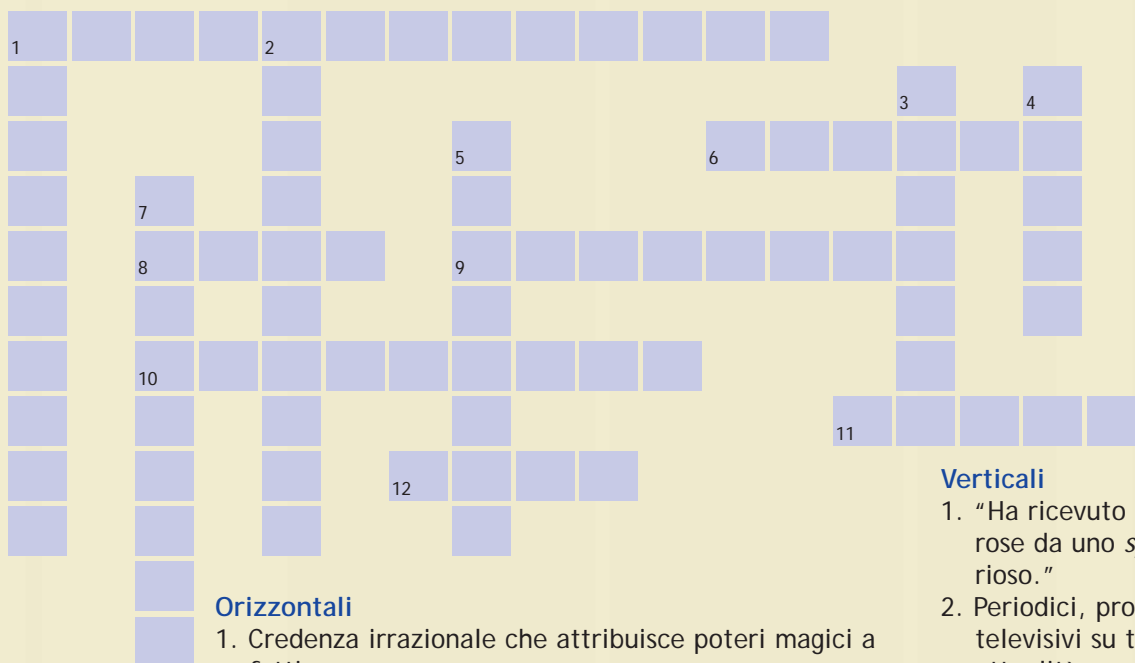 1 2
3 4
5 6
7
8 9
10
11
12
Orizzontali
1. Credenza irrazionale che attribuisce poteri magici a
Verticali
1. “Ha ricevuto
rose da uno s
rioso.”
2. Periodici, pro
televisivi su t